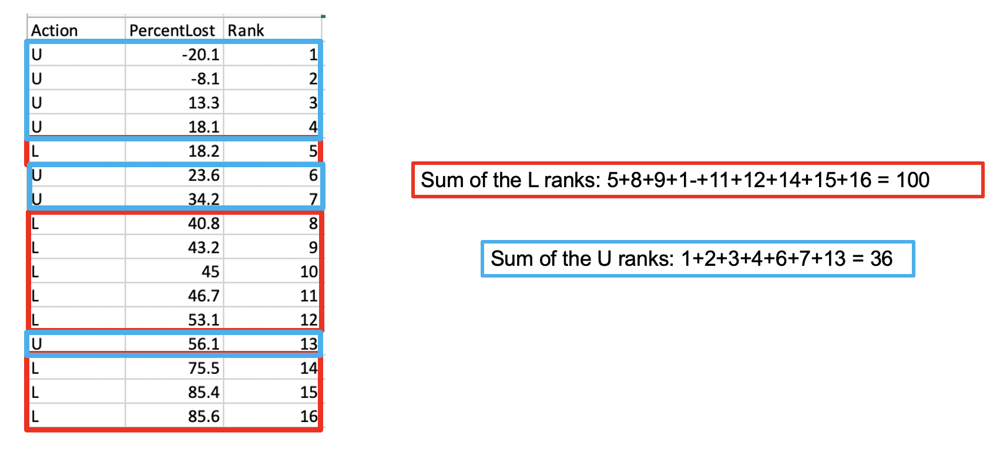 Action PercentLost Rank
U -20.1 1
U -8.1 2
U 13.3 3
U 18.1 4
L 18.2 5
U 23.6 6
U 34.2 7
L 40.8 8
L 43.2 9
L 45 10
L 46.7 11
L 53.1 12
U 56.1 13
L 75.5 14
L 85.4 15
L 85.6 16
Sum of the L ranks: 5+8+9+1-+11+12+14+15+16 = 100
Sum of the U ranks: 1+2+3+4+6+7+13 = 36